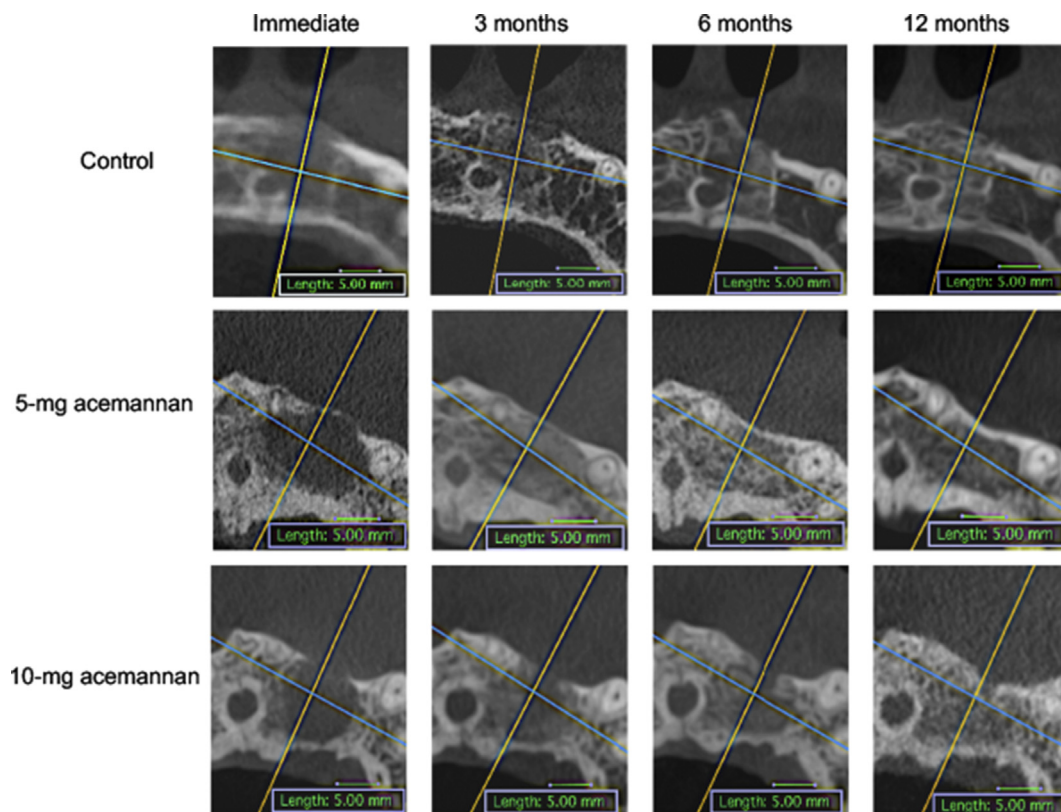 Immediate 3 months 6 months 12 months
Control
Length: 5.00 mm Length: 5.00 mm Length: 5.00 mm Length: 5.00 mm
5-mg acemannan
Length: 5.00 mm Length: 5.00 mm Length: 5.00 mm Length: 5.00 mm
10-mg acemannan
Length: 5.00 mm Length: 5.00 mm Length: 5.00 mm Length: 5.00 mm